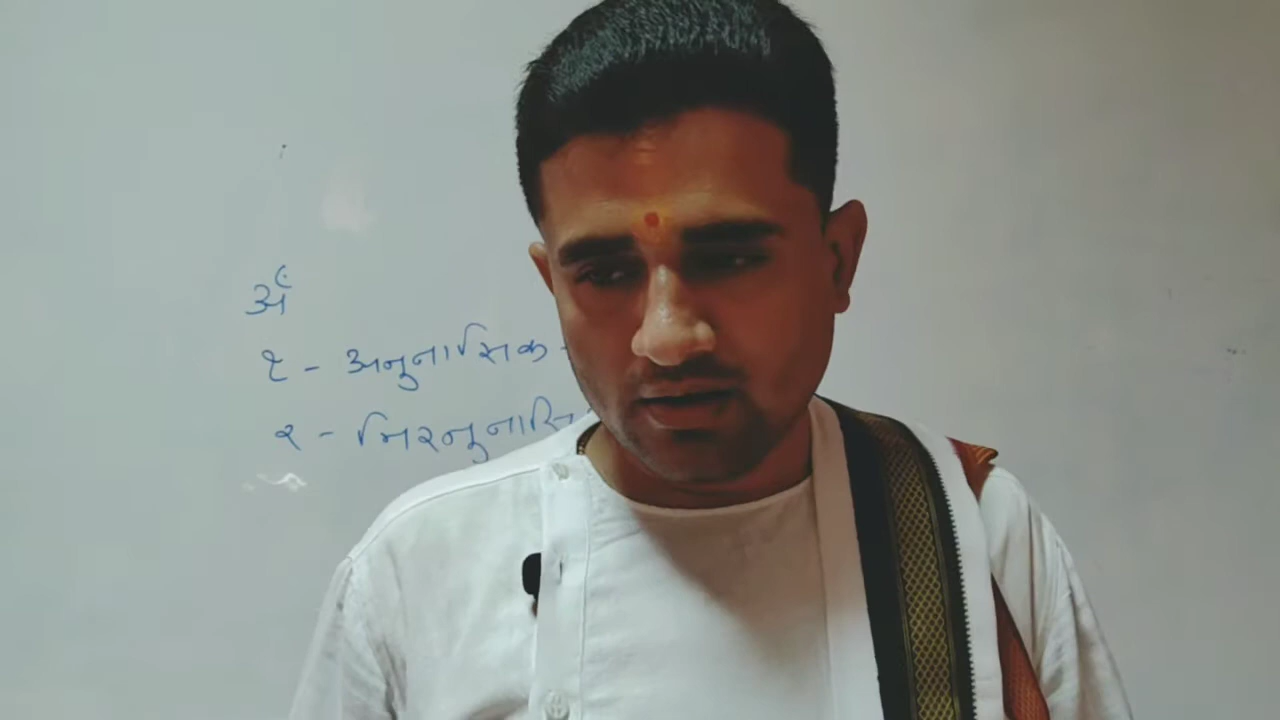 अँ
१ - अनुनासिक -
२ - निरनुनासि